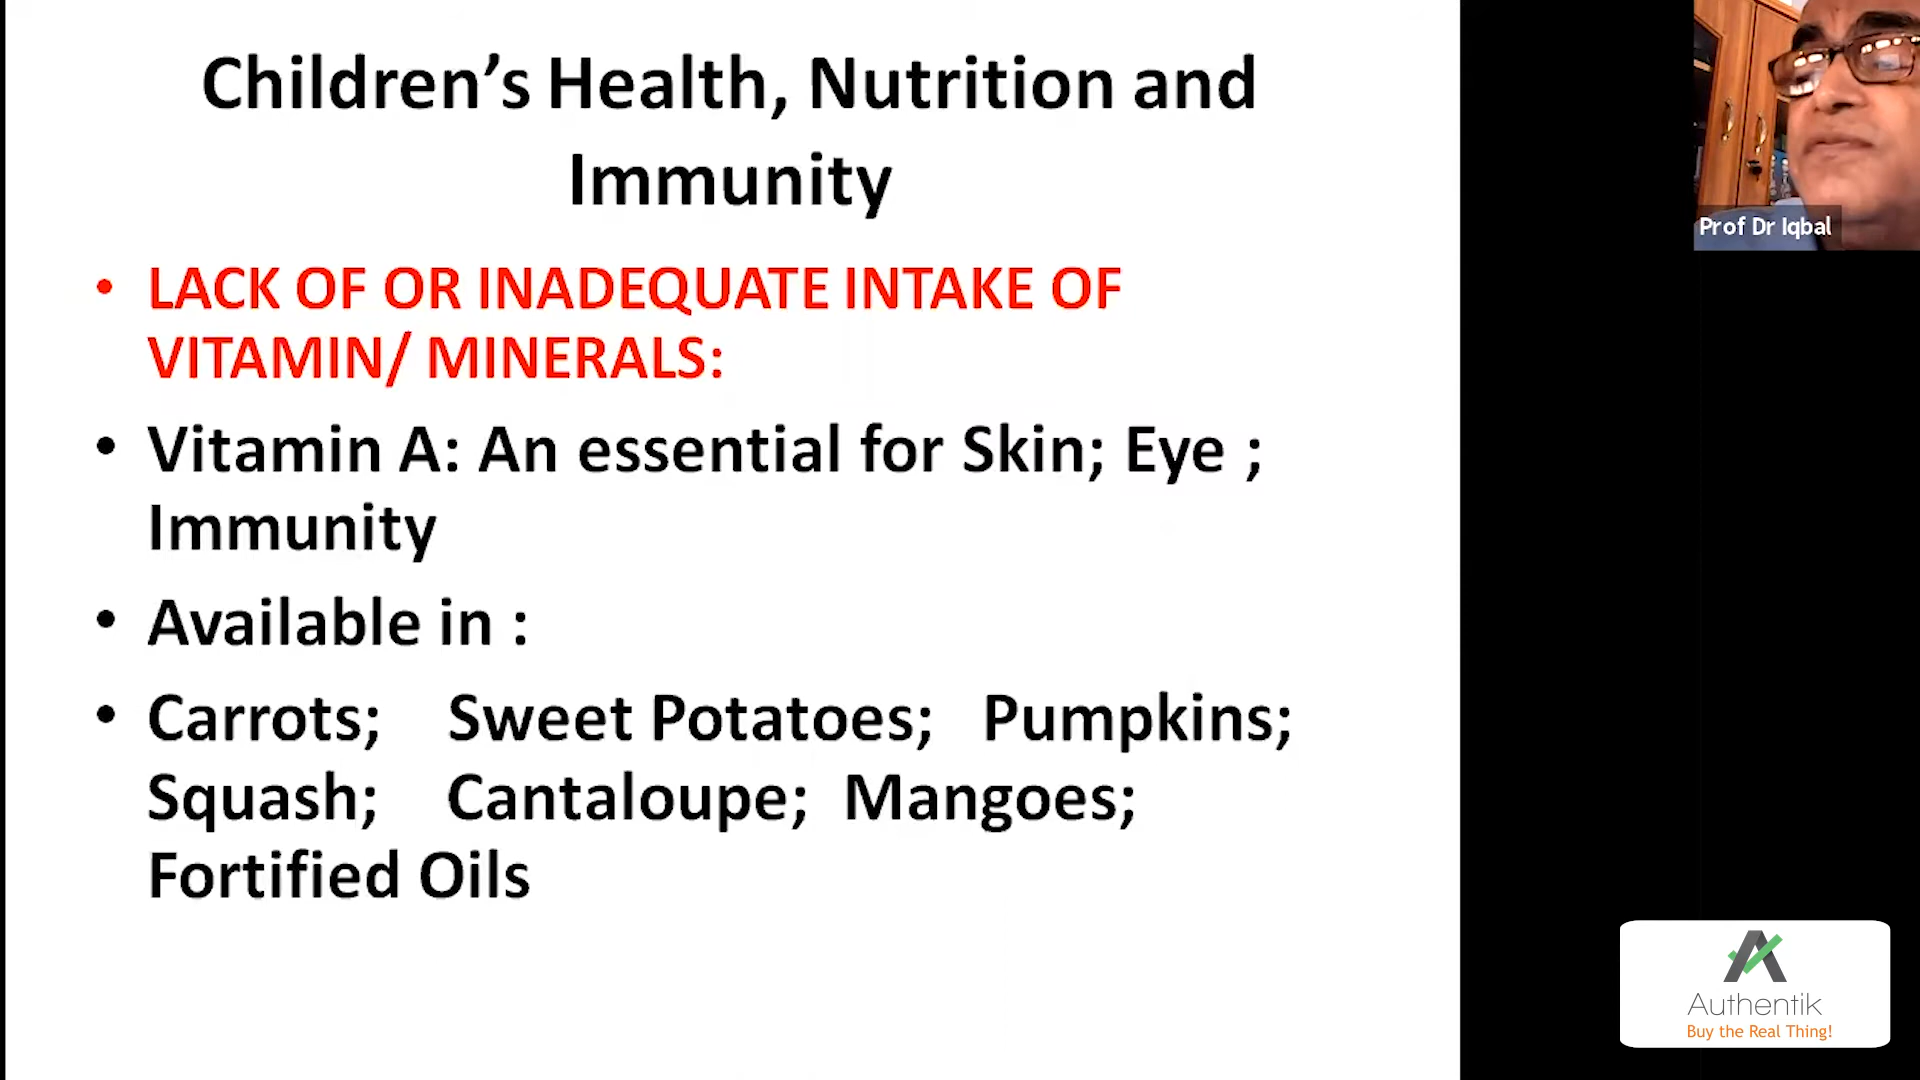 Children’s Health, Nutrition and
Immunity
• LACK OF OR INADEQUATE INTAKE OF
VITAMIN/ MINERALS:
• Vitamin A: An essential for Skin; Eye ;
Immunity
• Available in :
• Carrots; Sweet Potatoes; Pumpkins;
Squash; Cantaloupe; Mangoes;
Fortified Oils
Prof Dr Iqbal
Authentik
Buy the Real Thing!